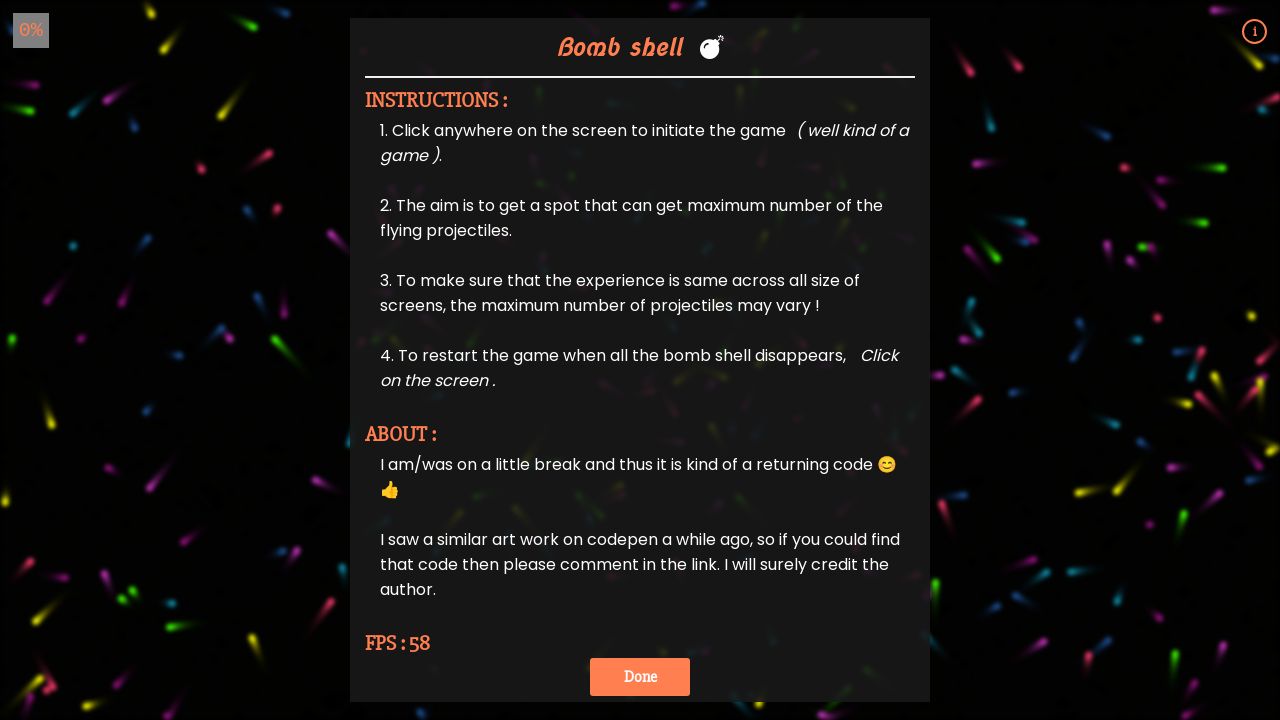 0%
i
Bomb shell 💣
INSTRUCTIONS :
1. Click anywhere on the screen to initiate the game ( well kind of a
game ).
2. The aim is to get a spot that can get maximum number of the
flying projectiles.
3. To make sure that the experience is same across all size of
screens, the maximum number of projectiles may vary !
4. To restart the game when all the bomb shell disappears, Click
on the screen .
ABOUT :
I am/was on a little break and thus it is kind of a returning code 😊
👍
I saw a similar art work on codepen a while ago, so if you could find
that code then please comment in the link. I will surely credit the
author.
FPS : 58
Done